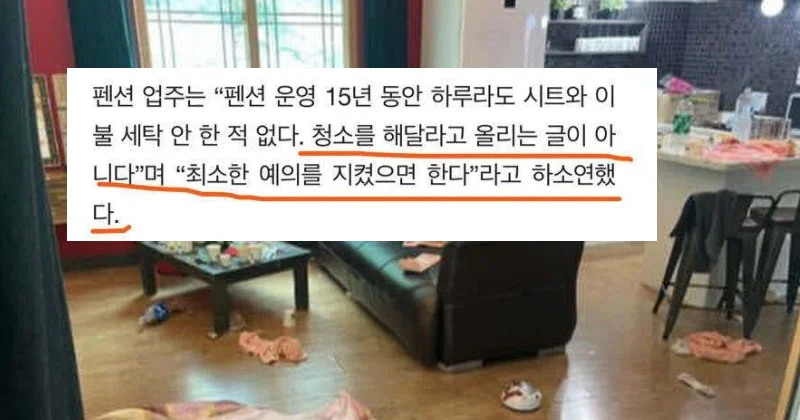 펜션 업주는 “펜션 운영 15년 동안 하루라도 시트와 이
불 세탁 안 한 적 없다. 청소를 해달라고 올리는 글이 아
니다”며 “최소한 예의를 지켰으면 한다”라고 하소연했
다.